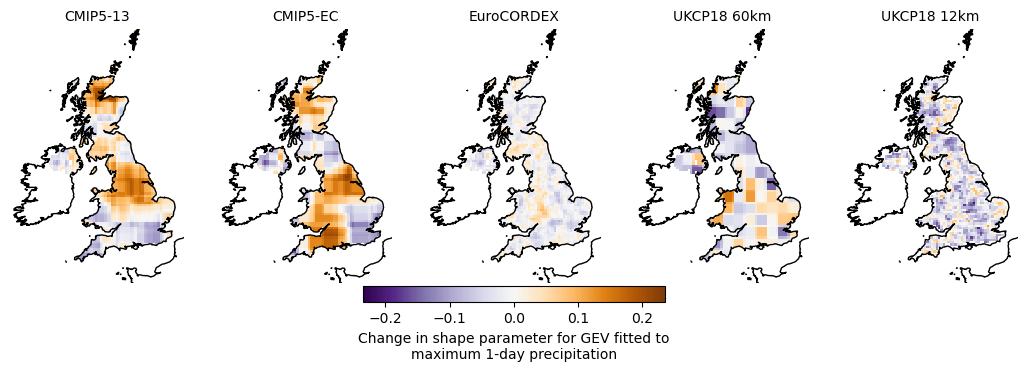 CMIP5-13 CMIP5-EC EuroCORDEX UKCP18 60km UKCP18 12km
−0.2 −0.1 0.0 0.1 0.2
Change in shape parameter for GEV fitted to
maximum 1-day precipitation